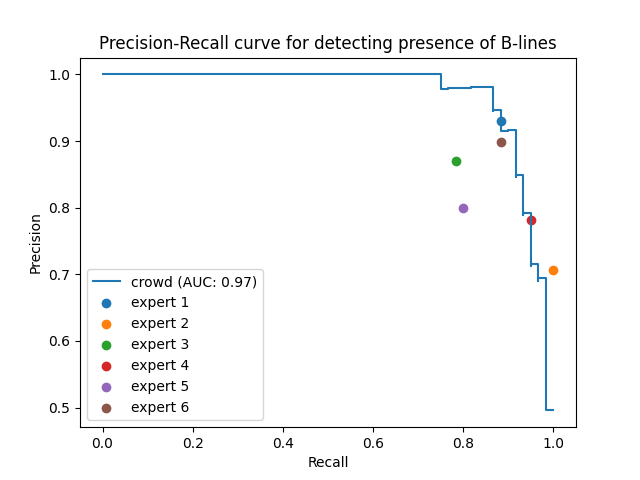 Precision-Recall curve for detecting presence of B-lines
1.0
0.9
0.8
0.7
0.6
0.5
Precision
crowd (AUC: 0.97)
expert 1
expert 2
expert 3
expert 4
expert 5
expert 6
0.0 0.2 0.4 0.6 0.8 1.0
Recall